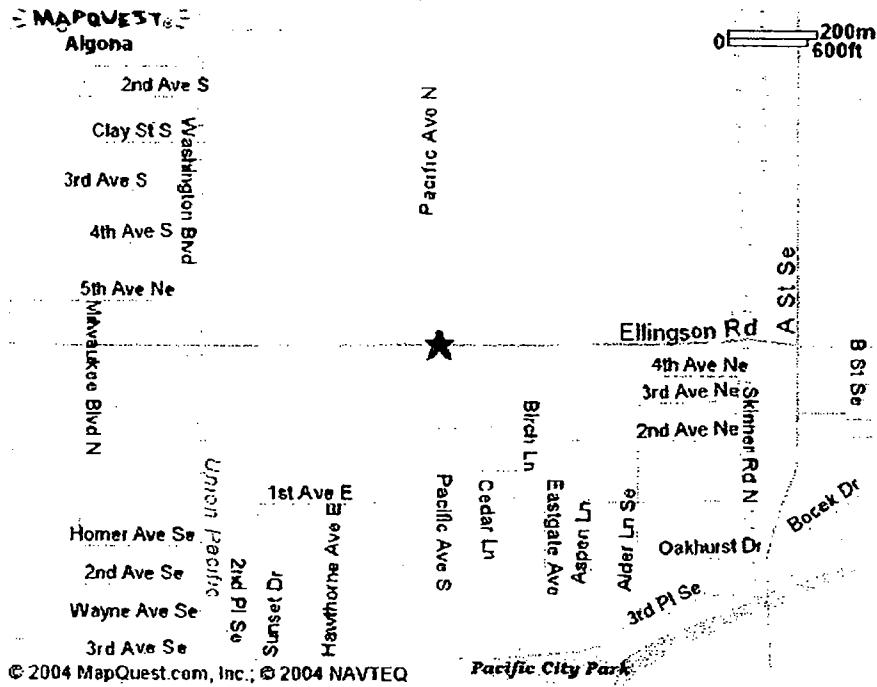 MAPQUEST
Algona
0 200m
600ft
2nd Ave S
Clay St S
Washington Blvd
Pacific Ave N
3rd Ave S
4th Ave S
5th Ave Ne
A St Se
Milwaukee Blvd N
Ellingson Rd
B St Se
4th Ave Ne
3rd Ave Ne
Skinner Rd N
2nd Ave Ne
Birch Ln
Union Pacific
1st Ave E
Pacific Ave S
Cedar Ln
Eastgate Ave
Aspen Ln
Alder Ln Se
Bocek Dr
Homer Ave Se
Hawthorne Ave E
Oakhurst Dr
2nd Ave Se
2nd Pl Se
Sunset Dr
3rd Pl Se
Wayne Ave Se
3rd Ave Se
© 2004 MapQuest.com, Inc.; © 2004 NAVTEQ
Pacific City Park